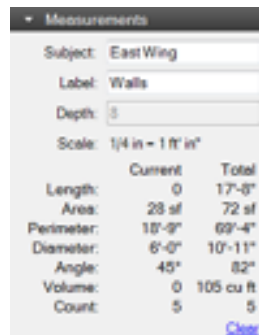 Measurements
Subject: East Wing
Label: Walls
Depth: 8
Scale: 1/4 in = 1 ft' in"
Current Total
Length: 0 17'-8"
Area: 28 sf 72 sf
Perimeter: 18'-9" 69'-4"
Diameter: 6'-0" 10'-11"
Angle: 45° 82°
Volume: 0 105 cu ft
Count: 5 5
Clear